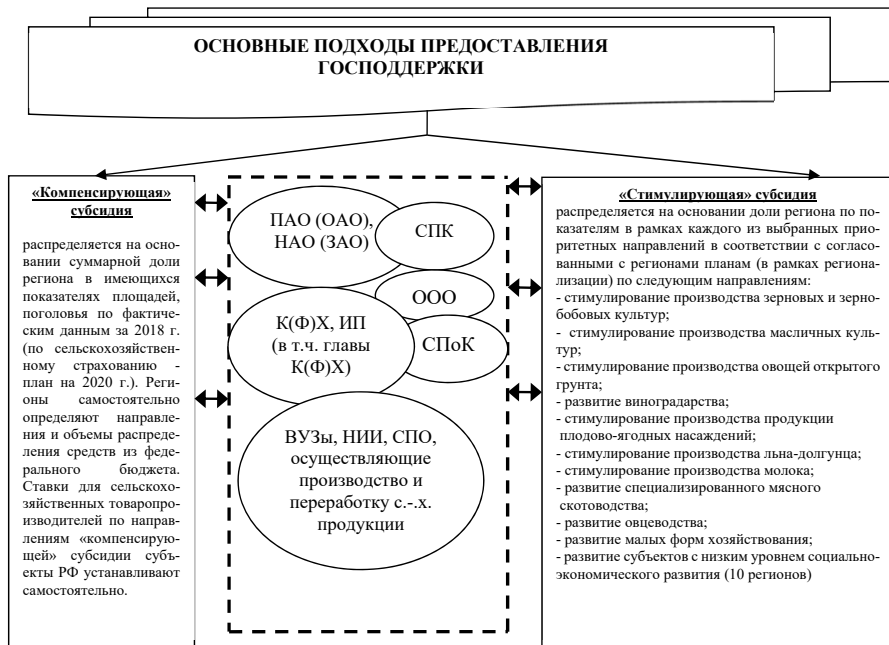 ОСНОВНЫЕ ПОДХОДЫ ПРЕДОСТАВЛЕНИЯ
ГОСПОДДЕРЖКИ
«Компенсирующая»
субсидия
распределяется на осно-
вании суммарной доли
региона в имеющихся
показателях площадей,
поголовья по фактиче-
ским данным за 2018 г.
(по сельскохозяйствен-
ному страхованию -
план на 2020 г.). Реги-
оны самостоятельно
определяют направле-
ния и объемы распреде-
ления средств из феде-
рального бюджета.
Ставки для сельскохо-
зяйственных товаропро-
изводителей по направ-
лениям «компенсирую-
щей» субсидии субъ-
екты РФ устанавливают
самостоятельно.
ПАО (ОАО),
НАО (ЗАО)
СПК
ООО
К(Ф)Х, ИП
(в т.ч. главы
К(Ф)Х)
СПоК
ВУЗы, НИИ, СПО,
осуществляющие
производство и
переработку с.-.х.
продукции
«Стимулирующая» субсидия
распределяется на основании доли региона по по-
казателям в рамках каждого из выбранных прио-
ритетных направлений в соответствии с согласо-
ванными с регионами планам (в рамках региона-
лизации) по следующим направлениям:
- стимулирование производства зерновых и зерно-
бобовых культур;
- стимулирование производства масличных куль-
тур;
- стимулирование производства овощей открытого
грунта;
- развитие виноградарства;
- стимулирование производства продукции
плодово-ягодных насаждений;
- стимулирование производства льна-долгунца;
- стимулирование производства молока;
- развитие специализированного мясного
скотоводства;
- развитие овцеводства;
- развитие малых форм хозяйствования;
- развитие субъектов с низким уровнем социально-
экономического развития (10 регионов)